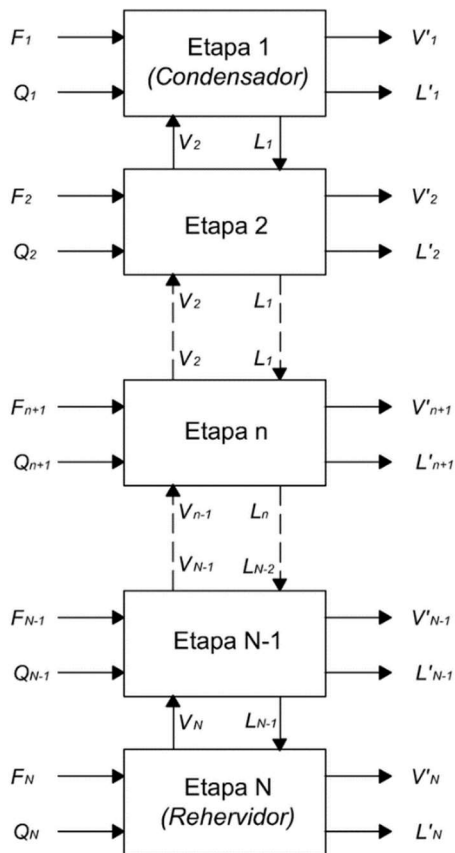 F1 Etapa 1 V'1
Q1 (Condensador) L'1
V2 L1
F2 Etapa 2 V'2
Q2 L'2
V2 L1
V2 L1
Fn+1 Etapa n V'n+1
Qn+1 L'n+1
Vn-1 Ln
VN-1 LN-2
FN-1 Etapa N-1 V'N-1
QN-1 L'N-1
VN LN-1
FN Etapa N V'N
QN (Rehervidor) L'N